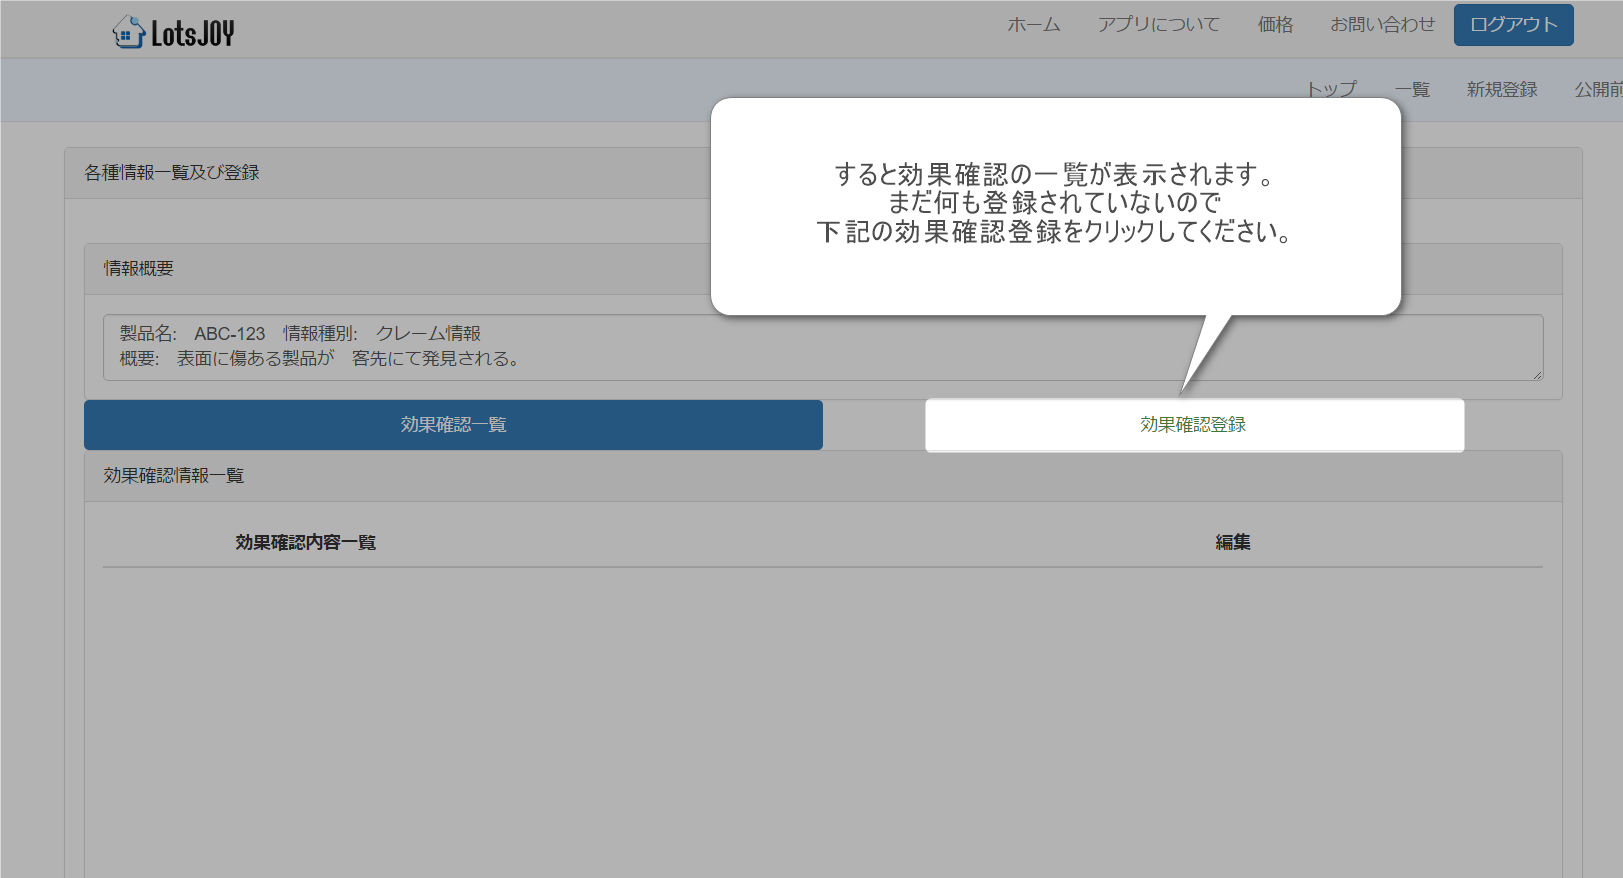 LotsJOY
ホーム アプリについて 価格 お問い合わせ ログアウト
トップ 一覧 新規登録 公開前
各種情報一覧及び登録
すると効果確認の一覧が表示されます。
まだ何も登録されていないので
下記の効果確認登録をクリックしてください。
情報概要
製品名: ABC-123 情報種別: クレーム情報
概要: 表面に傷ある製品が 客先にて発見される。
効果確認一覧 効果確認登録
効果確認情報一覧
効果確認内容一覧 編集